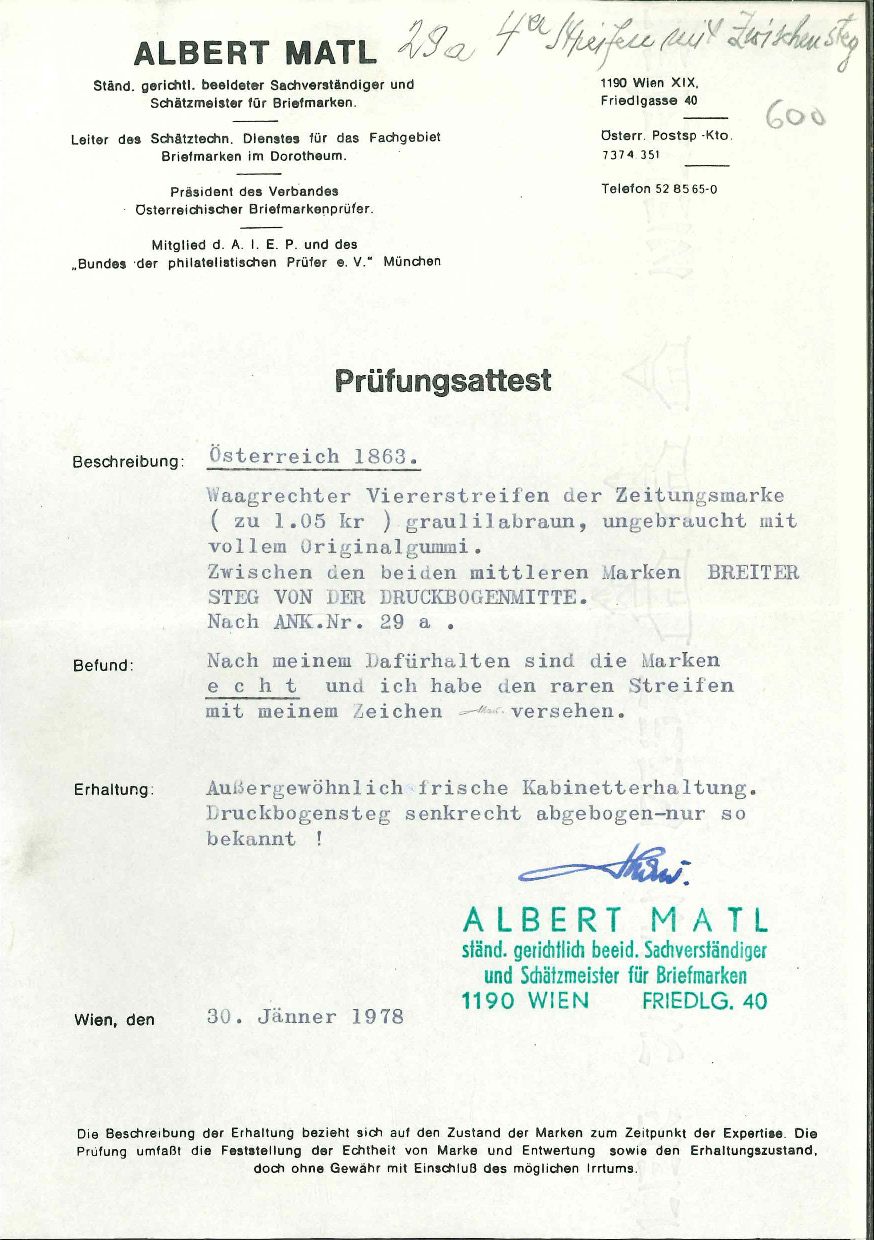 29a 4er Streifen mit Zwischensteg
ALBERT MATL
Ständ. gerichtl. beeideter Sachverständiger und
Schätzmeister für Briefmarken.
Leiter des Schätztechn. Dienstes für das Fachgebiet
Briefmarken im Dorotheum.
Präsident des Verbandes
Österreichischer Briefmarkenprüfer.
Mitglied d. A. I. E. P. und des
„Bundes der philatelistischen Prüfer e. V.“ München
1190 Wien XIX,
Friedlgasse 40
600
Österr. Postsp -Kto.
7374 351
Telefon 52 85 65-0
Prüfungsattest
Beschreibung: Österreich 1863.
Waagrechter Viererstreifen der Zeitungsmarke
( zu 1.05 kr ) graulilabraun, ungebraucht mit
vollem Originalgummi.
Zwischen den beiden mittleren Marken BREITER
STEG VON DER DRUCKBOGENMITTE.
Nach ANK.Nr. 29 a .
Befund: Nach meinem Dafürhalten sind die Marken
e c h t und ich habe den raren Streifen
mit meinem Zeichen versehen.
Erhaltung: Außergewöhnlich frische Kabinetterhaltung.
Druckbogensteg senkrecht abgebogen-nur so
bekannt !
ALBERT MATL
ständ. gerichtlich beeid. Sachverständiger
und Schätzmeister für Briefmarken
1190 WIEN FRIEDLG. 40
Wien, den 30. Jänner 1978
Die Beschreibung der Erhaltung bezieht sich auf den Zustand der Marken zum Zeitpunkt der Expertise. Die
Prüfung umfaßt die Feststellung der Echtheit von Marke und Entwertung sowie den Erhaltungszustand,
doch ohne Gewähr mit Einschluß des möglichen Irrtums.